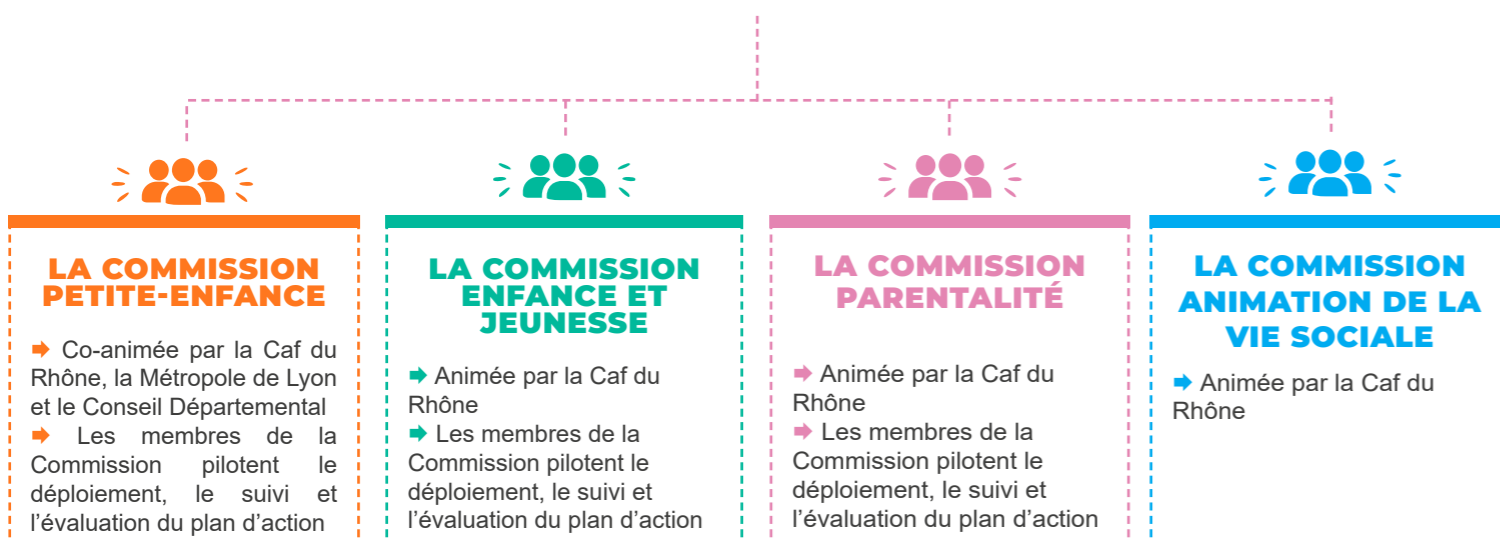 LA COMMISSION
PETITE-ENFANCE
➡ Co-animée par la Caf du
Rhône, la Métropole de Lyon
et le Conseil Départemental
➡ Les membres de la
Commission pilotent le
déploiement, le suivi et
l’évaluation du plan d’action
LA COMMISSION
ENFANCE ET
JEUNESSE
➡ Animée par la Caf du
Rhône
➡ Les membres de la
Commission pilotent le
déploiement, le suivi et
l’évaluation du plan d’action
LA COMMISSION
PARENTALITÉ
➡ Animée par la Caf du
Rhône
➡ Les membres de la
Commission pilotent le
déploiement, le suivi et
l’évaluation du plan d’action
LA COMMISSION
ANIMATION DE LA
VIE SOCIALE
➡ Animée par la Caf du
Rhône